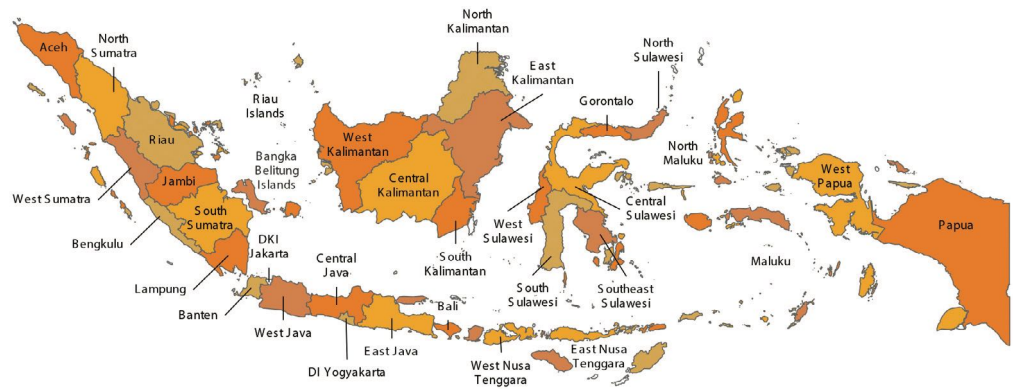 North
Kalimantan
Aceh
North
Sumatra
North
Sulawesi
East
Kalimantan
Riau
Islands
Gorontalo
Riau
West
Kalimantan
North
Maluku
Bangka
Belitung
Islands
West
Papua
Jambi
Central
Kalimantan
West Sumatra
Central
Sulawesi
South
Sumatra
West
Sulawesi
Papua
Bengkulu
DKI
Jakarta
Central
Java
South
Kalimantan
Maluku
Lampung
South
Sulawesi
Southeast
Sulawesi
Banten
Bali
West Java
East Java
East Nusa
Tenggara
DI Yogyakarta
West Nusa
Tenggara